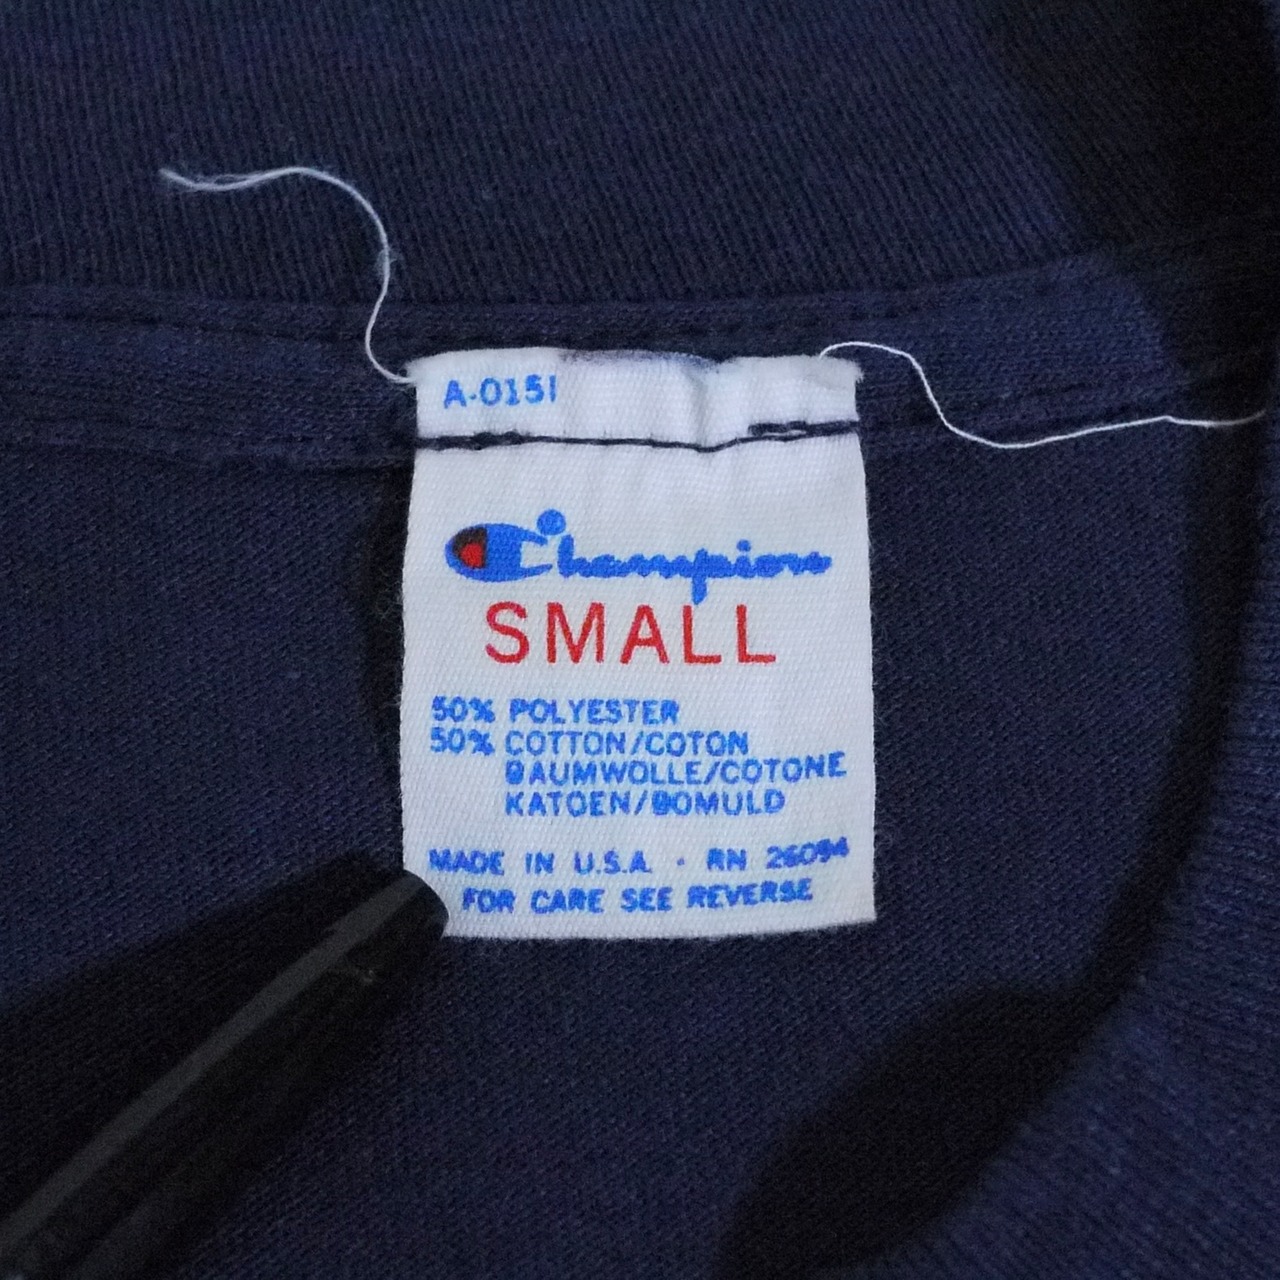 A-0151
Champion
SMALL
50% POLYESTER
50% COTTON/COTON
BAUMWOLLE/COTONE
KATOEN/BOMULD
MADE IN U.S.A. · RN 26094
FOR CARE SEE REVERSE